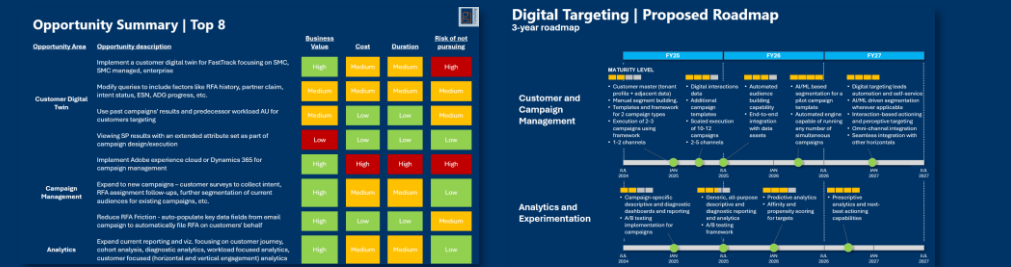 Opportunity Summary | Top 8
Opportunity Area
Opportunity description
Business
Value
Cost
Duration
Risk of not
pursuing
Customer Digital
Twin
Implement a customer digital twin for FastTrack focusing on SMC,
SMC managed, enterprise
High
Medium
Medium
High
Modify queries to include factors like RFA history, partner claim,
intent status, ESN, ADG progress, etc.
Medium
Medium
Medium
Medium
Use past campaigns' results and predecessor workload AU for
customers targeting
Medium
Low
Low
Medium
Viewing SP results with an extended attribute set as part of
campaign design/execution
Low
Low
Low
Low
Campaign
Management
Implement Adobe experience cloud or Dynamics 365 for
campaign management
High
High
High
High
Expand to new campaigns – customer surveys to collect intent,
RFA assignment follow-ups, further segmentation of current
audiences for existing campaigns, etc.
High
Medium
Medium
Low
Reduce RFA Friction - auto-populate key data fields from email
campaign to automatically file RFA on customers' behalf
High
Low
Low
Medium
Analytics
Expand current reporting and viz. focusing on customer journey,
cohort analysis, diagnostic analytics, workload focused analytics,
customer focused (horizontal and vertical engagement) analytics
High
Medium
Medium
Low
Digital Targeting | Proposed Roadmap
3-year roadmap
FY25
FY26
FY27
MATURITY LEVEL
Customer and
Campaign
Management
• Customer master (tenant
profile + adjacent data)
• Manual segment building,
• Templates and framework
for 2 campaign types
• Execution of 2-3
campaigns using
framework
• 1-2 channels
• Digital interactions
data
• Additional
campaign
templates
• Scaled execution
of 10-12
campaigns
• 2-5 channels
• Automated
audience
building
capability
• End-to-end
integration
with data
assets
• AI/ML based
segmentation for a
pilot campaign
template
• Automated engine
capable of running
any number of
simultaneous
campaigns
• Digital targeting leads
automation and self-service
• AI/ML driven segmentation
wherever applicable
• Interaction-based actioning
and perceptive targeting
• Omni-channel integration
• Seamless integration with
other horizontals
JUL
2024
JAN
2025
JUL
2025
JAN
2026
JUL
2026
JAN
2027
JUL
2027
Analytics and
Experimentation
• Campaign-specific
descriptive and diagnostic
dashboards and reporting
• A/B testing
implementation for
campaigns
• Generic, all-purpose
descriptive and
diagnostic reporting
and analytics
• A/B testing
framework
• Predictive analytics
• Affinity and
propensity scoring
for targets
• Prescriptive
analytics and next-
best actioning
capabilities
JUL
2024
JAN
2025
JUL
2025
JAN
2026
JUL
2026
JAN
2027
JUL
2027